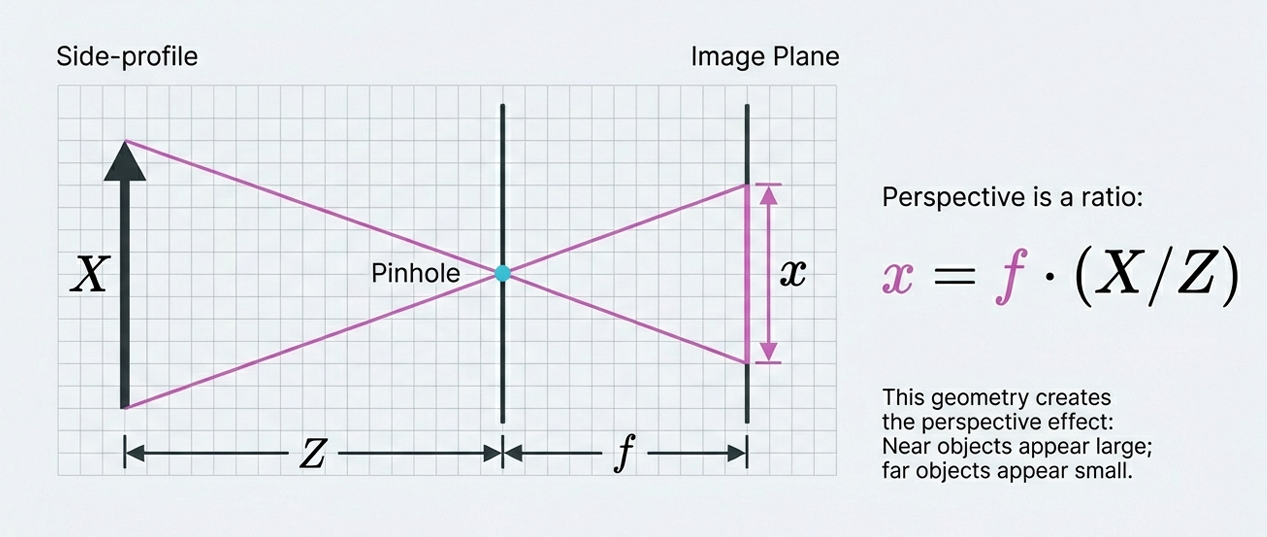 Side-profile
Image Plane
X
Pinhole
x
Z
f
Perspective is a ratio:
x = f · (X/Z)
This geometry creates
the perspective effect:
Near objects appear large;
far objects appear small.